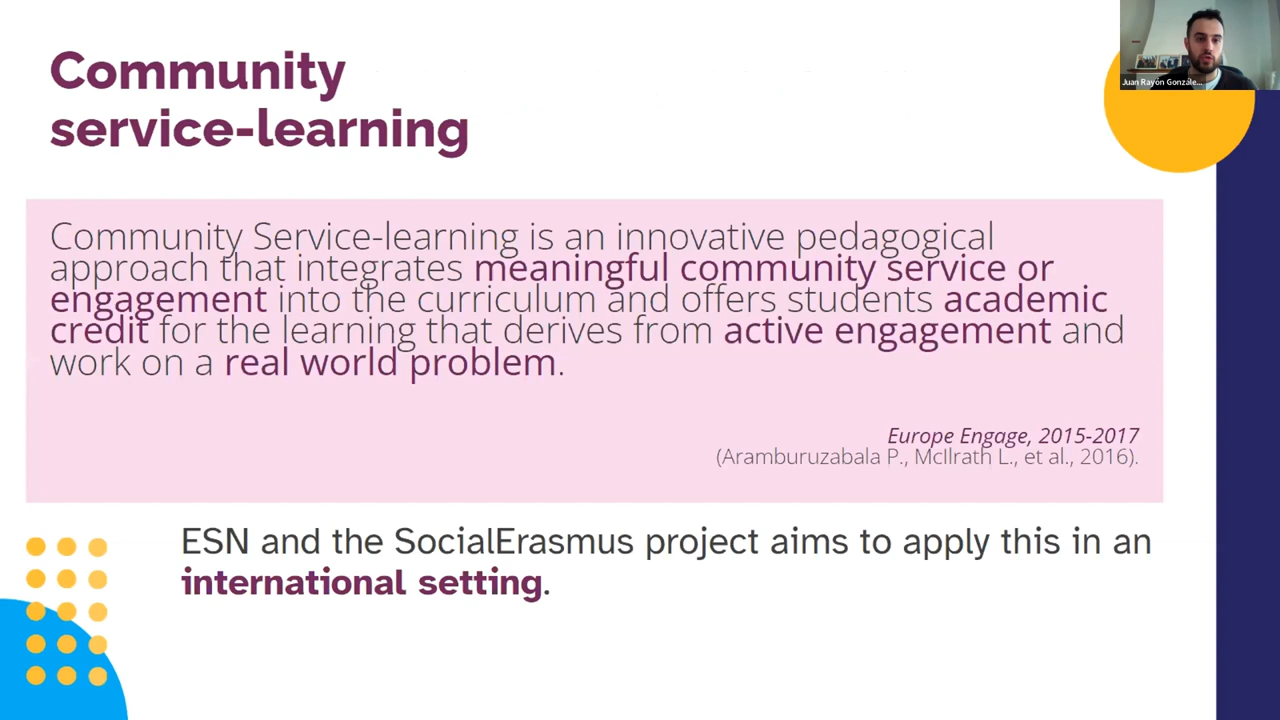 Community
service-learning
Juan Rayón Gonzále...
Community Service-learning is an innovative pedagogical
approach that integrates meaningful community service or
engagement into the curriculum and offers students academic
credit for the learning that derives from active engagement and
work on a real world problem.
Europe Engage, 2015-2017
(Aramburuzabala P., McIlrath L., et al., 2016).
ESN and the SocialErasmus project aims to apply this in an
international setting.